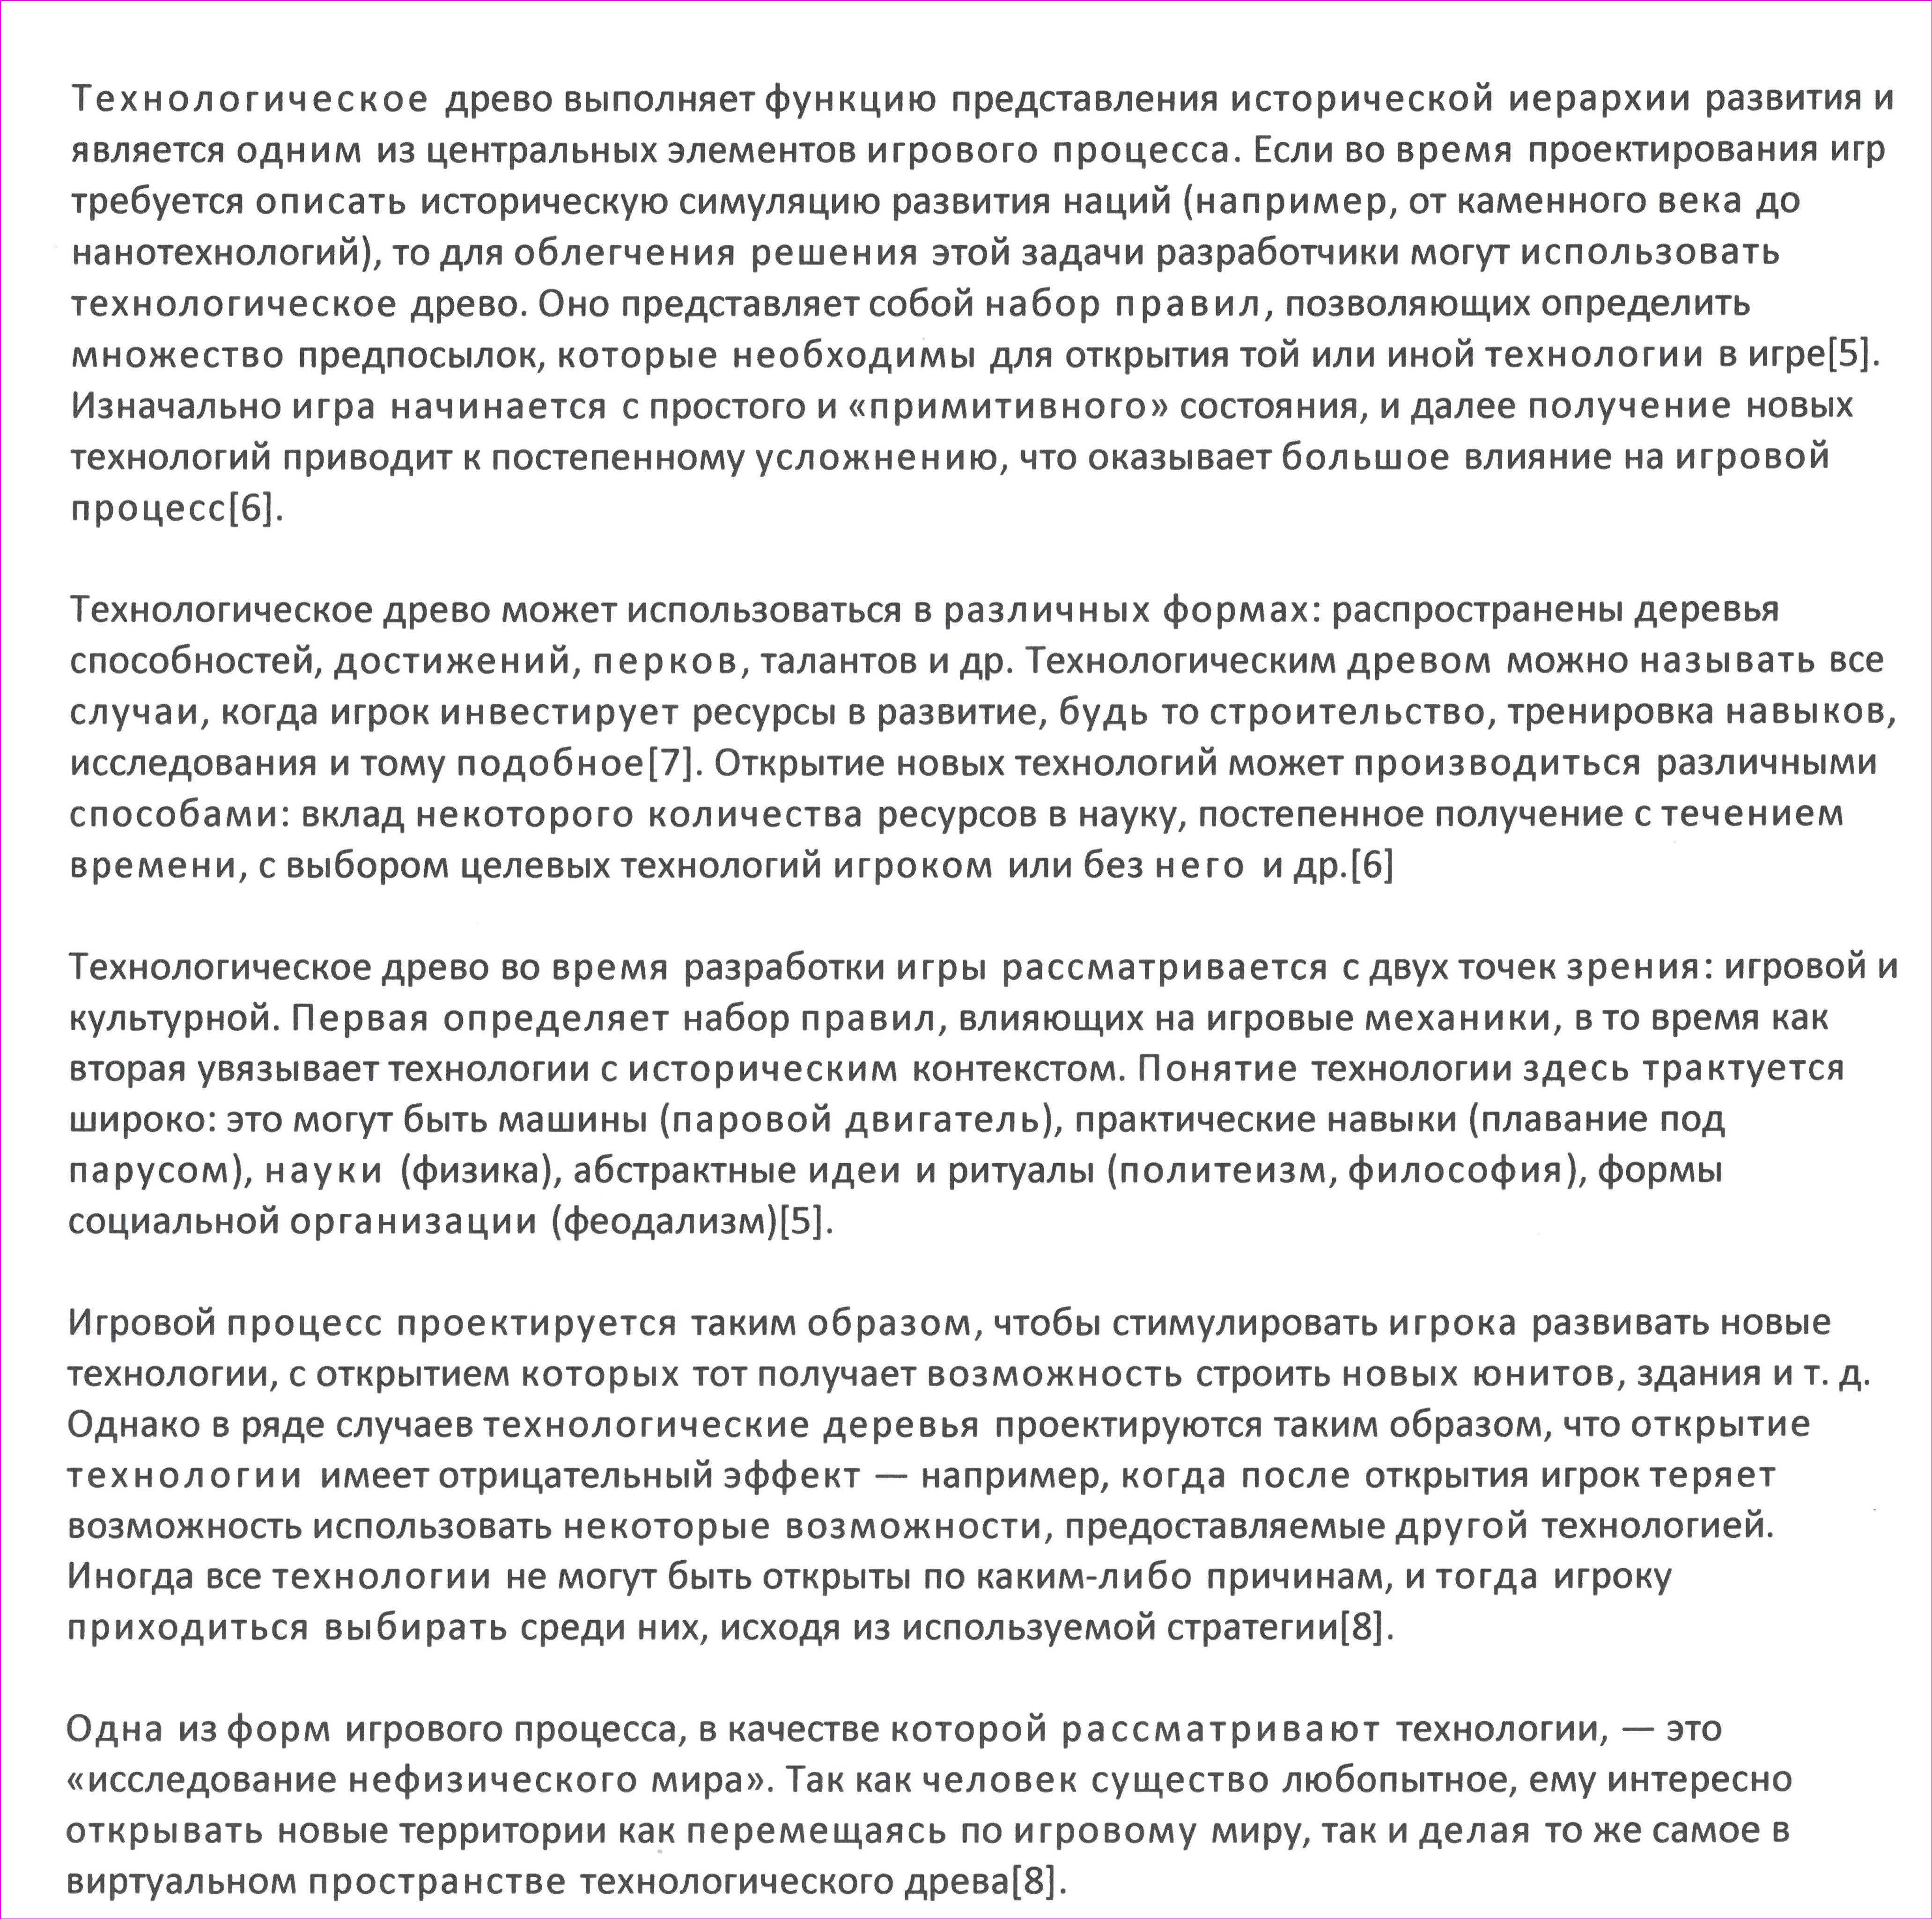 Технологическое древо выполняет функцию представления исторической иерархии развития и
является одним из центральных элементов игрового процесса. Если во время проектирования игр
требуется описать историческую симуляцию развития наций (например, от каменного века до
нанотехнологий), то для облегчения решения этой задачи разработчики могут использовать
технологическое древо. Оно представляет собой набор правил, позволяющих определить
множество предпосылок, которые необходимы для открытия той или иной технологии в игре[5].
Изначально игра начинается с простого и «примитивного» состояния, и далее получение новых
технологий приводит к постепенному усложнению, что оказывает большое влияние на игровой
процесс[6].
Технологическое древо может использоваться в различных формах: распространены деревья
способностей, достижений, перков, талантов и др. Технологическим древом можно называть все
случаи, когда игрок инвестирует ресурсы в развитие, будь то строительство, тренировка навыков,
исследования и тому подобное[7]. Открытие новых технологий может производиться различными
способами: вклад некоторого количества ресурсов в науку, постепенное получение с течением
времени, с выбором целевых технологий игроком или без него и др.[6]
Технологическое древо во время разработки игры рассматривается с двух точек зрения: игровой и
культурной. Первая определяет набор правил, влияющих на игровые механики, в то время как
вторая увязывает технологии с историческим контекстом. Понятие технологии здесь трактуется
широко: это могут быть машины (паровой двигатель), практические навыки (плавание под
парусом), науки (физика), абстрактные идеи и ритуалы (политеизм, философия), формы
социальной организации (феодализм)[5].
Игровой процесс проектируется таким образом, чтобы стимулировать игрока развивать новые
технологии, с открытием которых тот получает возможность строить новых юнитов, здания и т. д.
Однако в ряде случаев технологические деревья проектируются таким образом, что открытие
технологии имеет отрицательный эффект — например, когда после открытия игрок теряет
возможность использовать некоторые возможности, предоставляемые другой технологией.
Иногда все технологии не могут быть открыты по каким-либо причинам, и тогда игроку
приходиться выбирать среди них, исходя из используемой стратегии[8].
Одна из форм игрового процесса, в качестве которой рассматривают технологии, — это
«исследование нефизического мира». Так как человек существо любопытное, ему интересно
открывать новые территории как перемещаясь по игровому миру, так и делая то же самое в
виртуальном пространстве технологического древа[8].